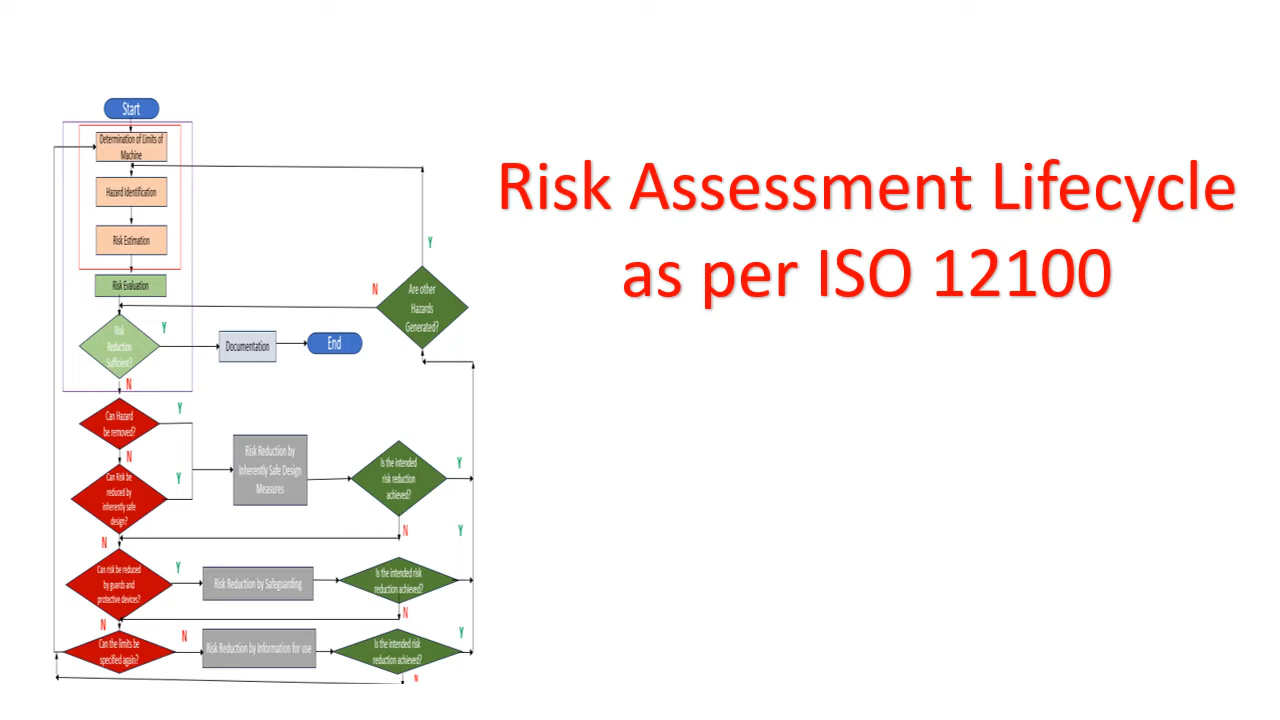 Start
Determination of Limits of
Machine
Hazard Identification
Risk Estimation
Risk Evaluation
Risk
Reduction
Sufficient?
Y
Documentation
End
N
Are other
Hazards
Generated?
Y
N
Can Hazard
be removed?
Y
N
Can Risk be
reduced by
inherently safe
design?
Y
N
Risk Reduction by
Inherently Safe Design
Measures
Is the intended
risk reduction
achieved?
Y
N
Y
Can risk be reduced
by guards and
protective devices?
Y
N
Risk Reduction by Safeguarding
Is the intended risk
reduction achieved?
N
Can the limits be
specified again?
N
Risk Reduction by Information for use
Is the intended risk
reduction achieved?
Y
N
Risk Assessment Lifecycle
as per ISO 12100